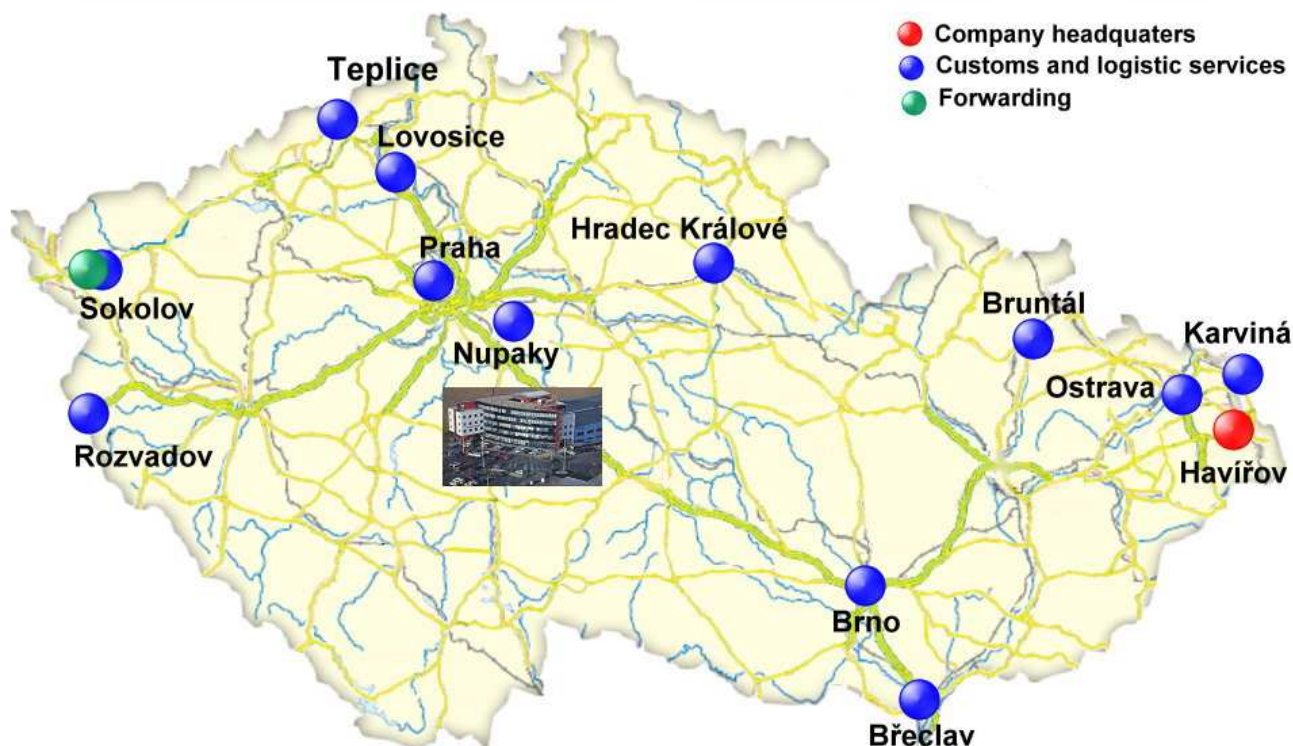 Company headquaters
Customs and logistic services
Forwarding
Teplice
Lovosice
Praha
Hradec Králové
Sokolov
Nupaky
Bruntál
Karviná
Ostrava
Rozvadov
Havířov
Brno
Břeclav